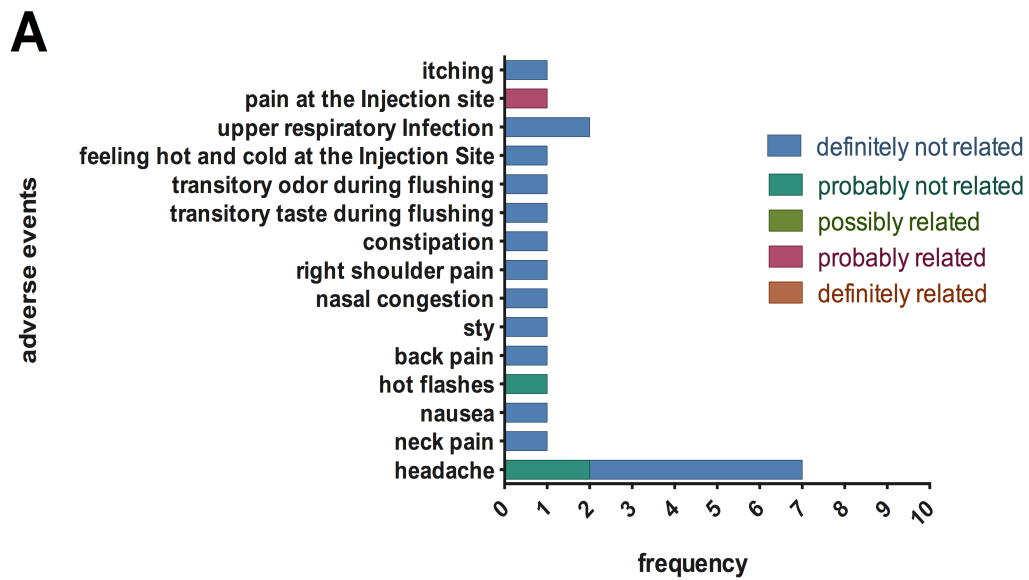 A
adverse events
itching
pain at the Injection site
upper respiratory Infection
feeling hot and cold at the Injection Site
transitory odor during flushing
transitory taste during flushing
constipation
right shoulder pain
nasal congestion
sty
back pain
hot flashes
nausea
neck pain
headache
0 1 2 3 4 5 6 7 8 9 10
frequency
definitely not related
probably not related
possibly related
probably related
definitely related